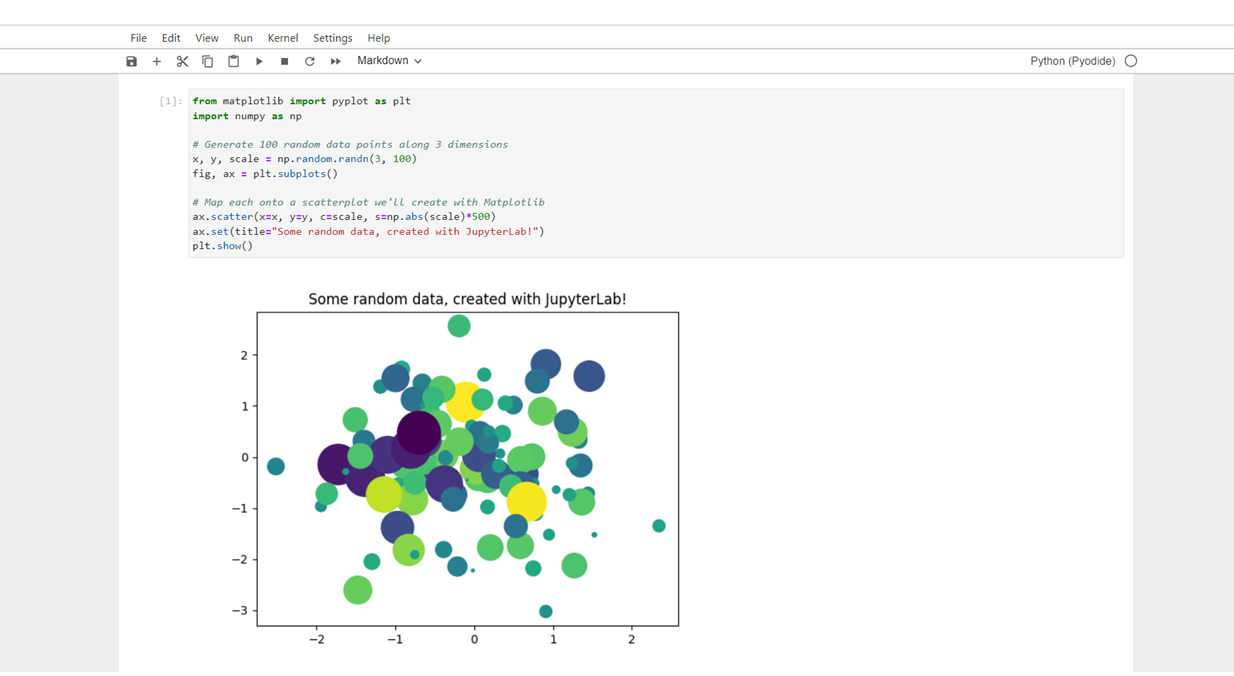 File Edit View Run Kernel Settings Help
Markdown Python (Pyodide)
[1]: from matplotlib import pyplot as plt
import numpy as np
# Generate 100 random data points along 3 dimensions
x, y, scale = np.random.randn(3, 100)
fig, ax = plt.subplots()
# Map each onto a scatterplot we'll create with Matplotlib
ax.scatter(x=x, y=y, c=scale, s=np.abs(scale)*500)
ax.set(title="Some random data, created with JupyterLab!")
plt.show()
Some random data, created with JupyterLab!
2
1
0
−1
−2
−3
−2 −1 0 1 2